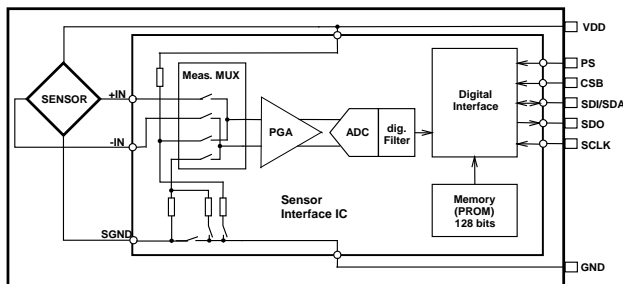 VDD
PS
CSB
SDI/SDA
SDO
SCLK
GND
SENSOR
+IN
-IN
SGND
Meas. MUX
PGA
ADC
dig.
Filter
Digital
Interface
Memory
(PROM)
128 bits
Sensor
Interface IC